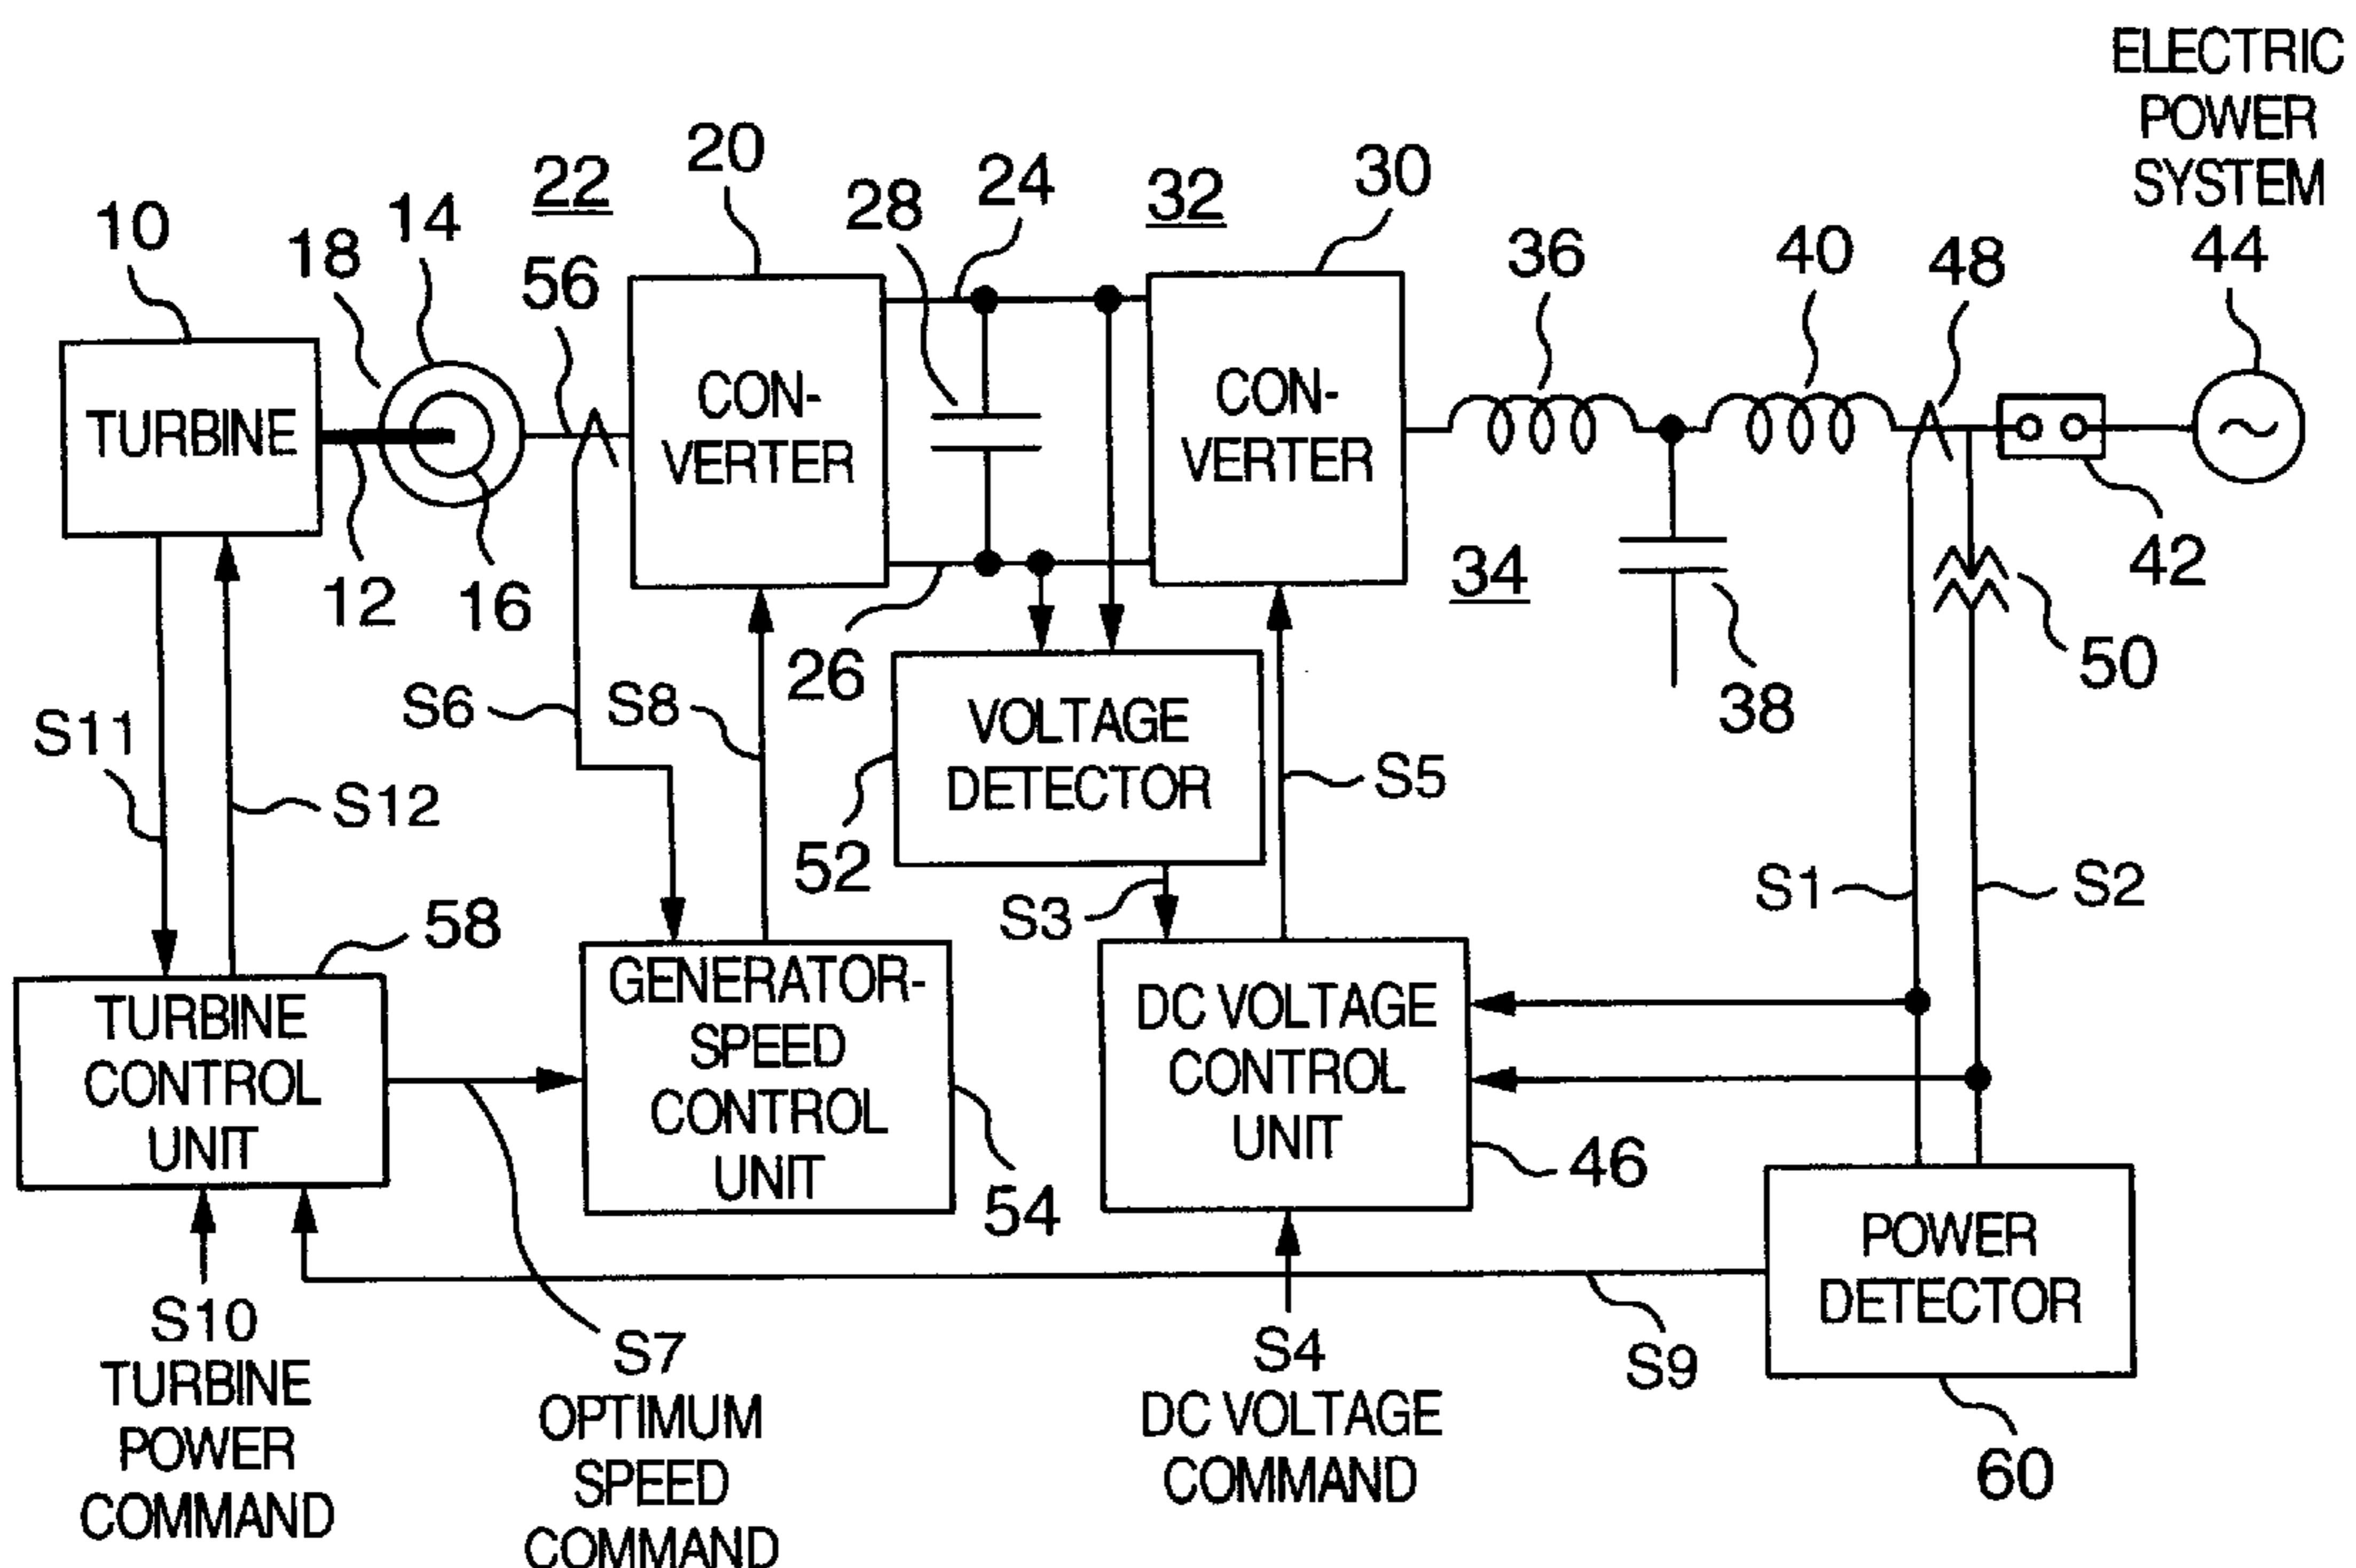 ELECTRIC
POWER
SYSTEM
44
20
22
28
24
32
30
10
18
14
56
36
40
48
TURBINE
CON-
VERTER
CON-
VERTER
12
16
26
34
38
42
50
S11
S12
S6
S8
VOLTAGE
DETECTOR
52
S5
S3
S1
S2
58
TURBINE
CONTROL
UNIT
GENERATOR-
SPEED
CONTROL
UNIT
54
DC VOLTAGE
CONTROL
UNIT
46
POWER
DETECTOR
60
S10
TURBINE
POWER
COMMAND
S7
OPTIMUM
SPEED
COMMAND
S4
DC VOLTAGE
COMMAND
S9